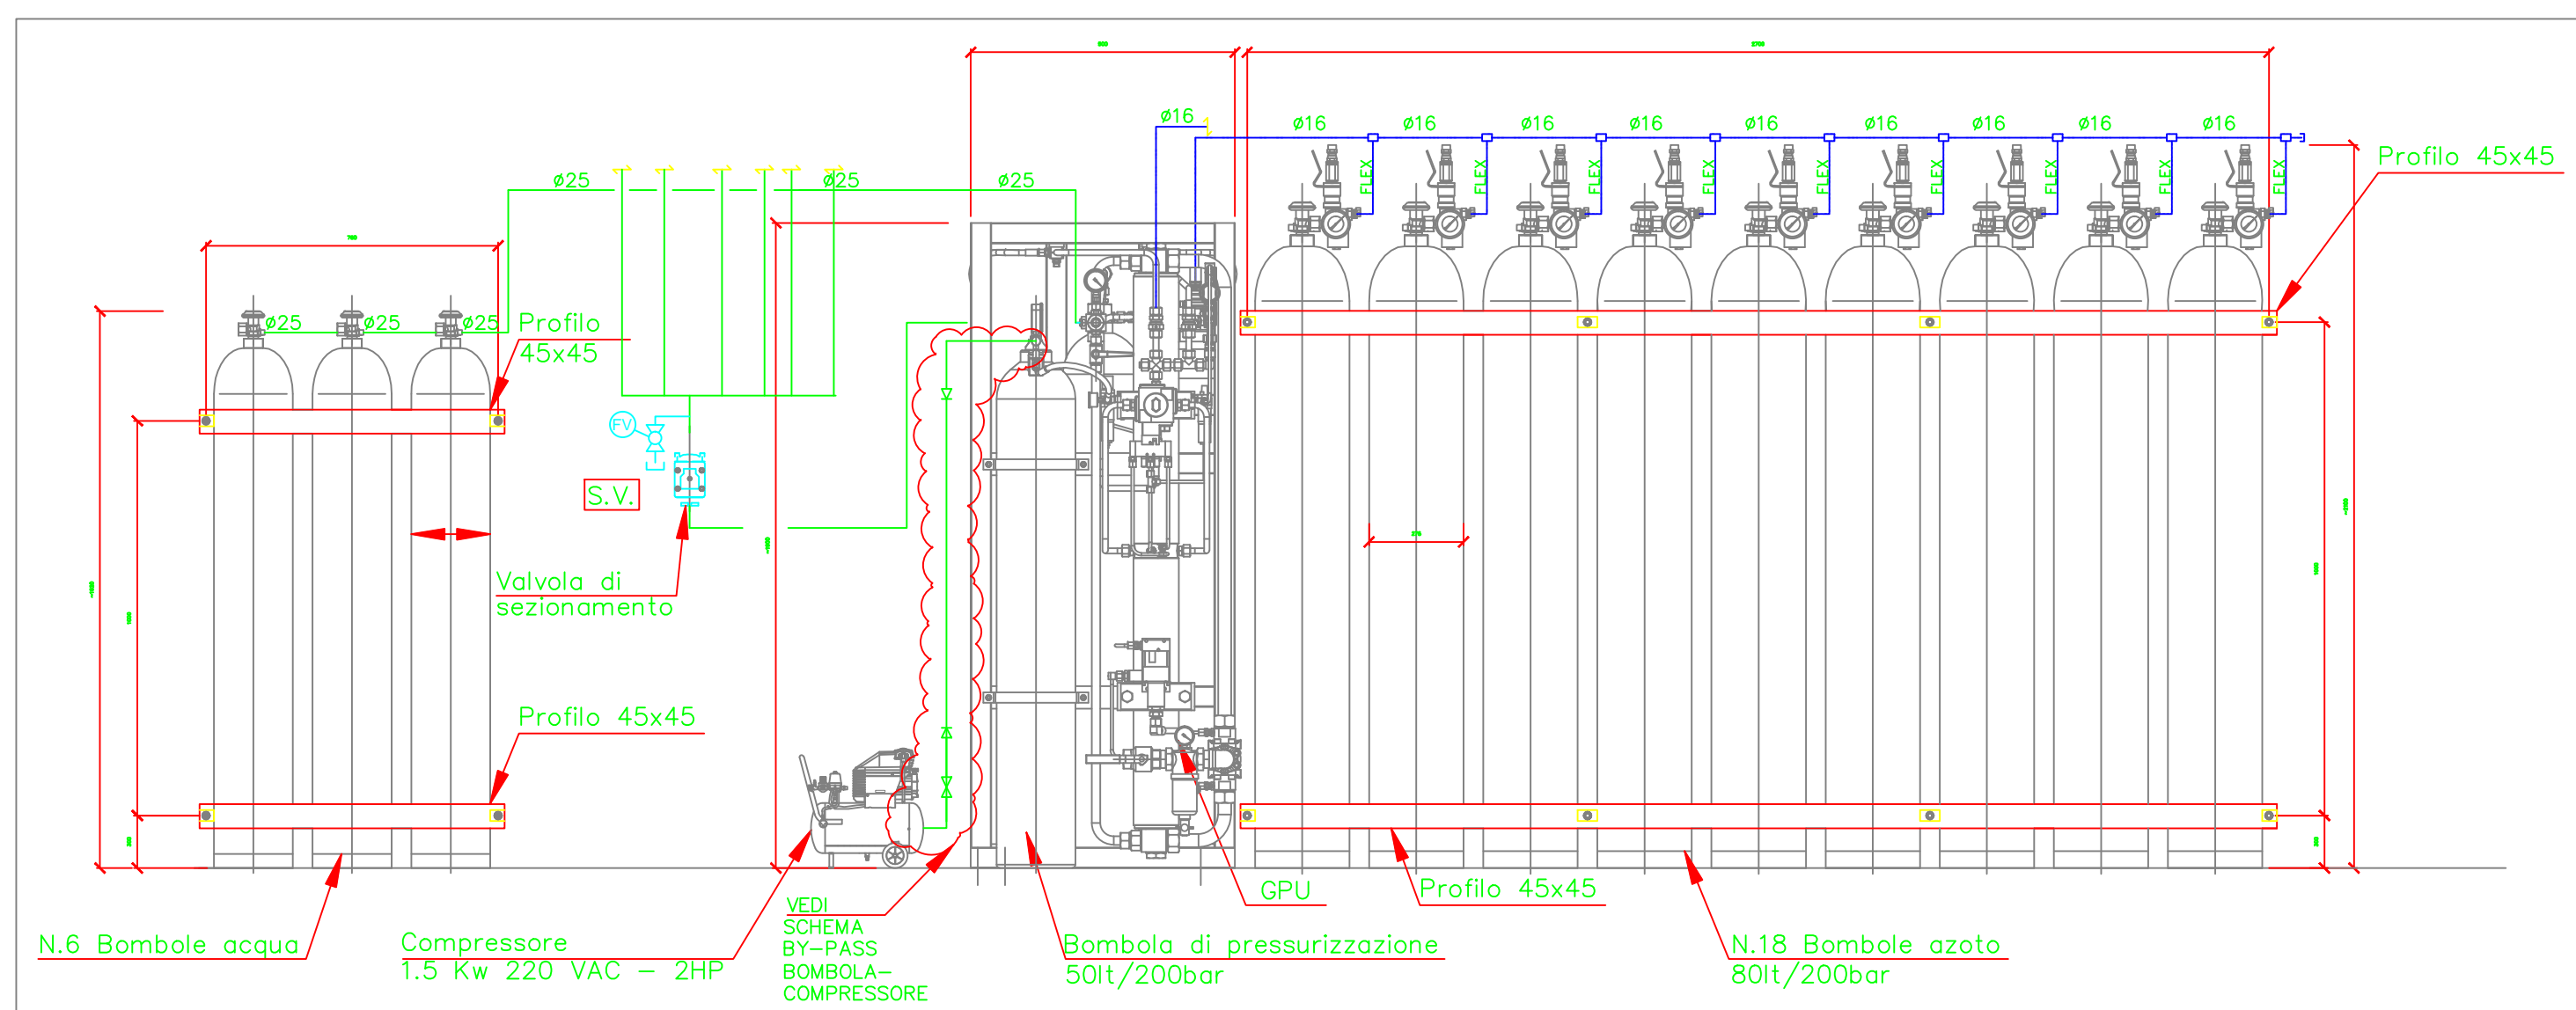 ø16
ø16
ø16
ø16
ø16
ø16
ø16
ø16
ø16
ø16
Profilo 45x45
FLEX
FLEX
FLEX
FLEX
FLEX
FLEX
FLEX
FLEX
FLEX
ø25
ø25
ø25
ø25
ø25
ø25
Profilo
45x45
FV
S.V.
Valvola di
sezionamento
Profilo 45x45
GPU
Profilo 45x45
N.6 Bombole acqua
Compressore
1.5 Kw 220 VAC – 2HP
VEDI
SCHEMA
BY–PASS
BOMBOLA–
COMPRESSORE
Bombola di pressurizzazione
50lt/200bar
N.18 Bombole azoto
80lt/200bar